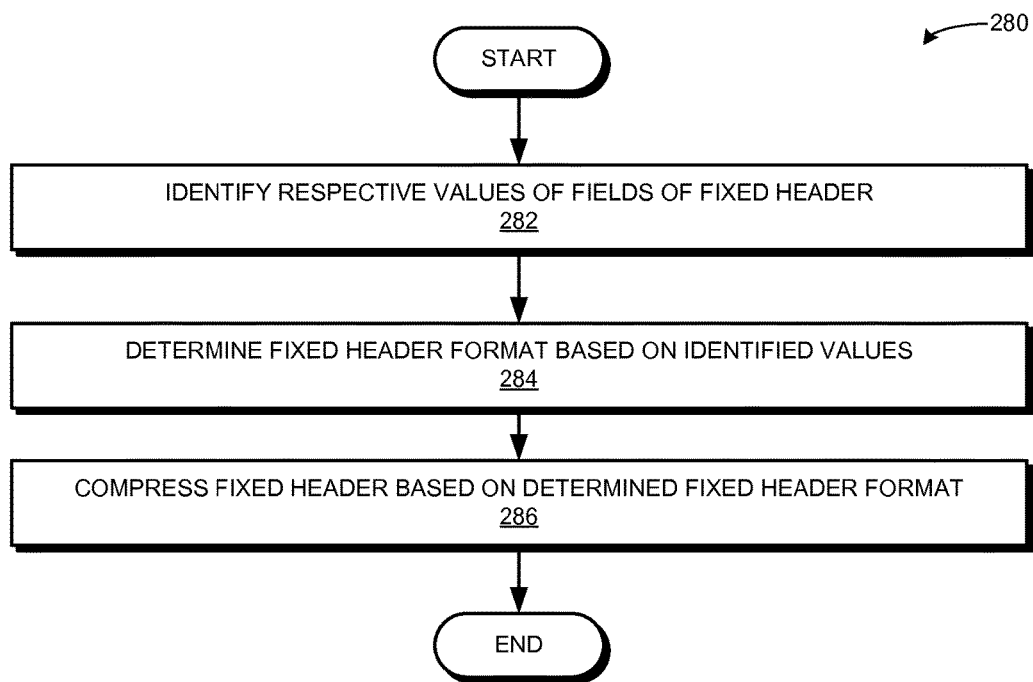 280
START
IDENTIFY RESPECTIVE VALUES OF FIELDS OF FIXED HEADER
282
DETERMINE FIXED HEADER FORMAT BASED ON IDENTIFIED VALUES
284
COMPRESS FIXED HEADER BASED ON DETERMINED FIXED HEADER FORMAT
286
END